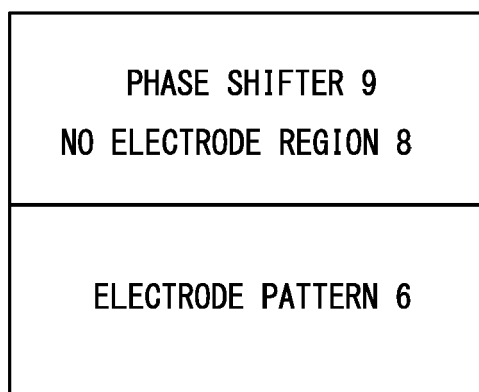 PHASE SHIFTER 9
NO ELECTRODE REGION 8
ELECTRODE PATTERN 6